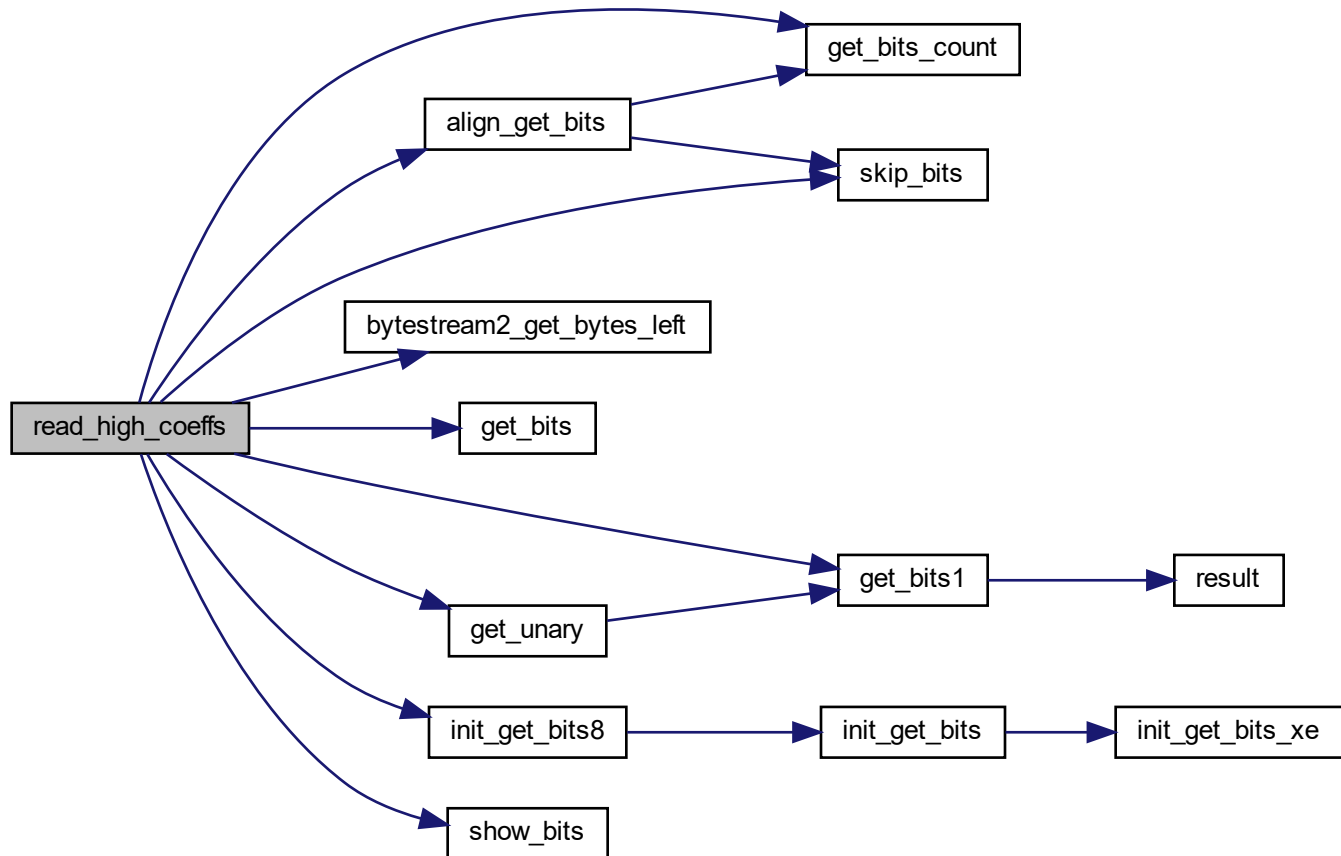 get_bits_count
align_get_bits
skip_bits
bytestream2_get_bytes_left
read_high_coeffs
get_bits
get_bits1
result
get_unary
init_get_bits8
init_get_bits
init_get_bits_xe
show_bits